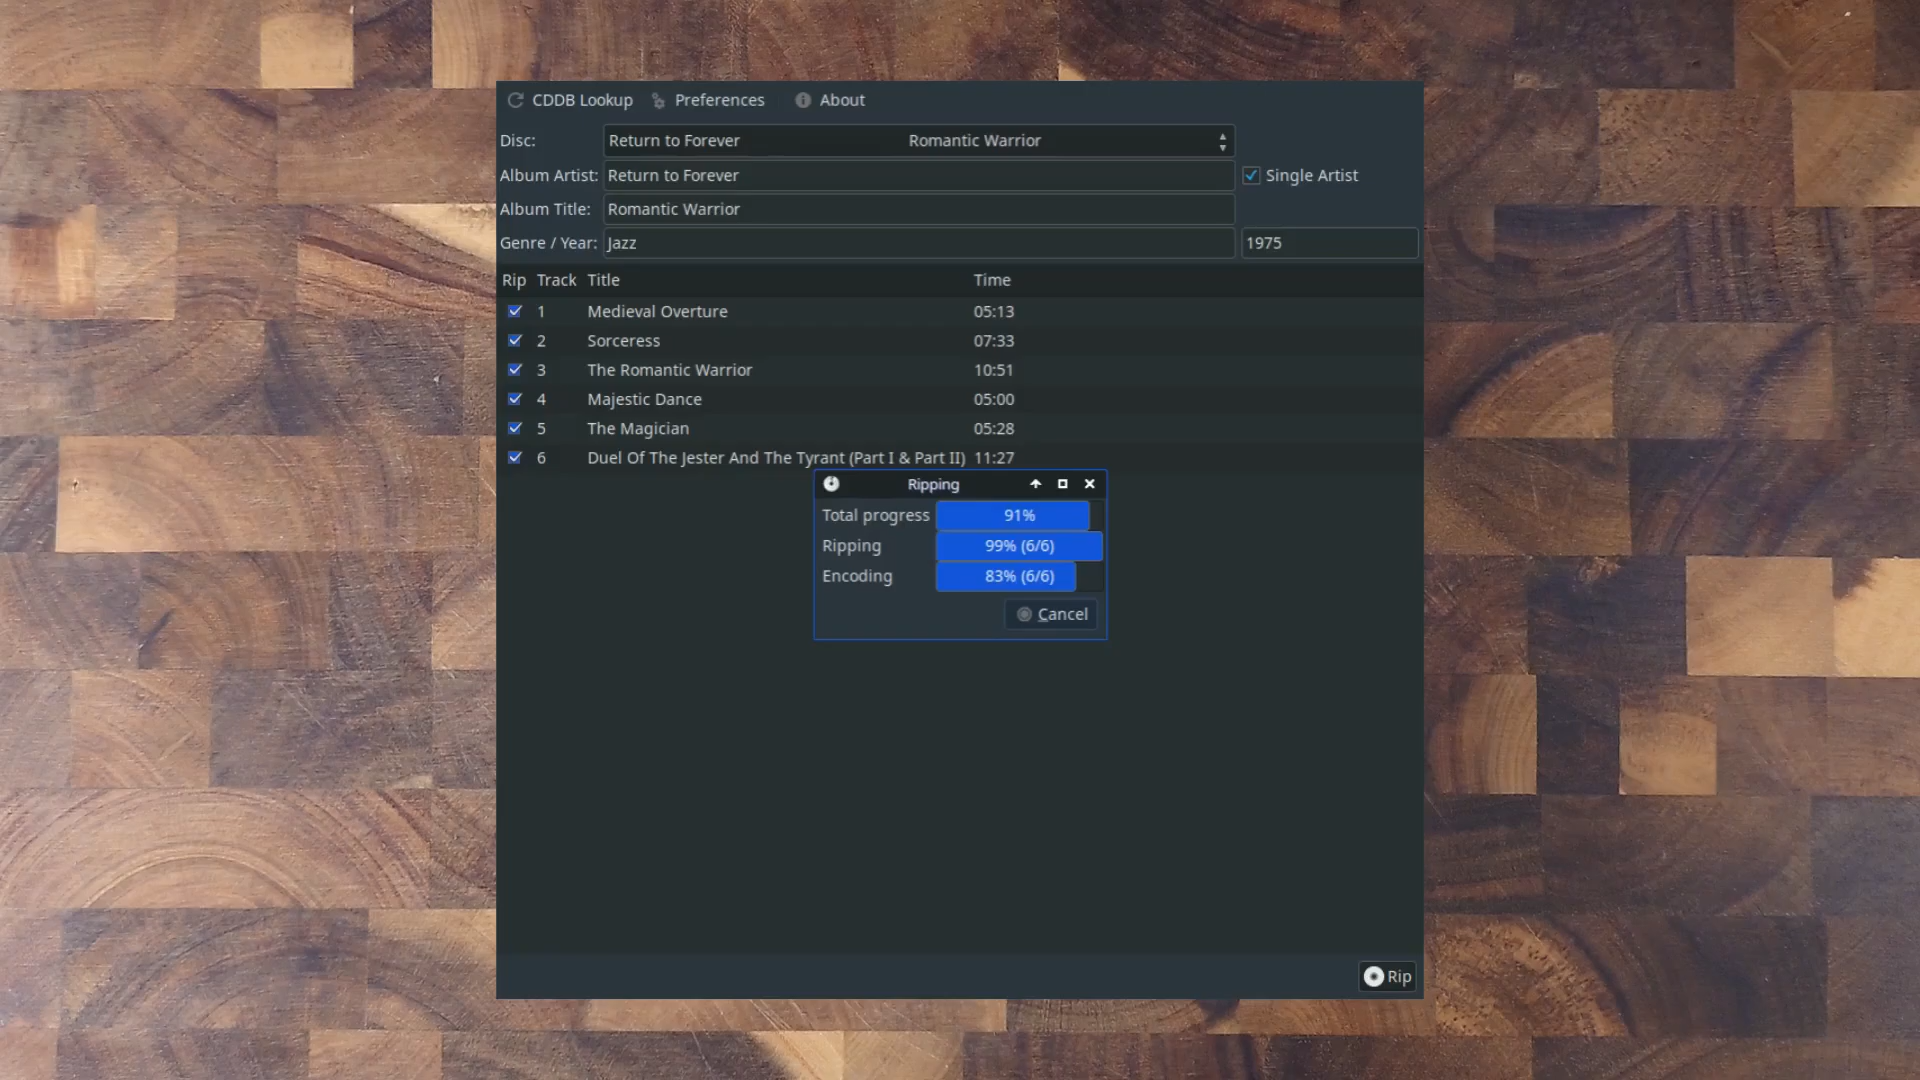 CDDB Lookup Preferences About
Disc: Return to Forever Romantic Warrior
Album Artist: Return to Forever Single Artist
Album Title: Romantic Warrior
Genre / Year: Jazz 1975
Rip Track Title Time
1 Medieval Overture 05:13
2 Sorceress 07:33
3 The Romantic Warrior 10:51
4 Majestic Dance 05:00
5 The Magician 05:28
6 Duel Of The Jester And The Tyrant (Part I & Part II) 11:27
Ripping
Total progress 91%
Ripping 99% (6/6)
Encoding 83% (6/6)
Cancel
Rip